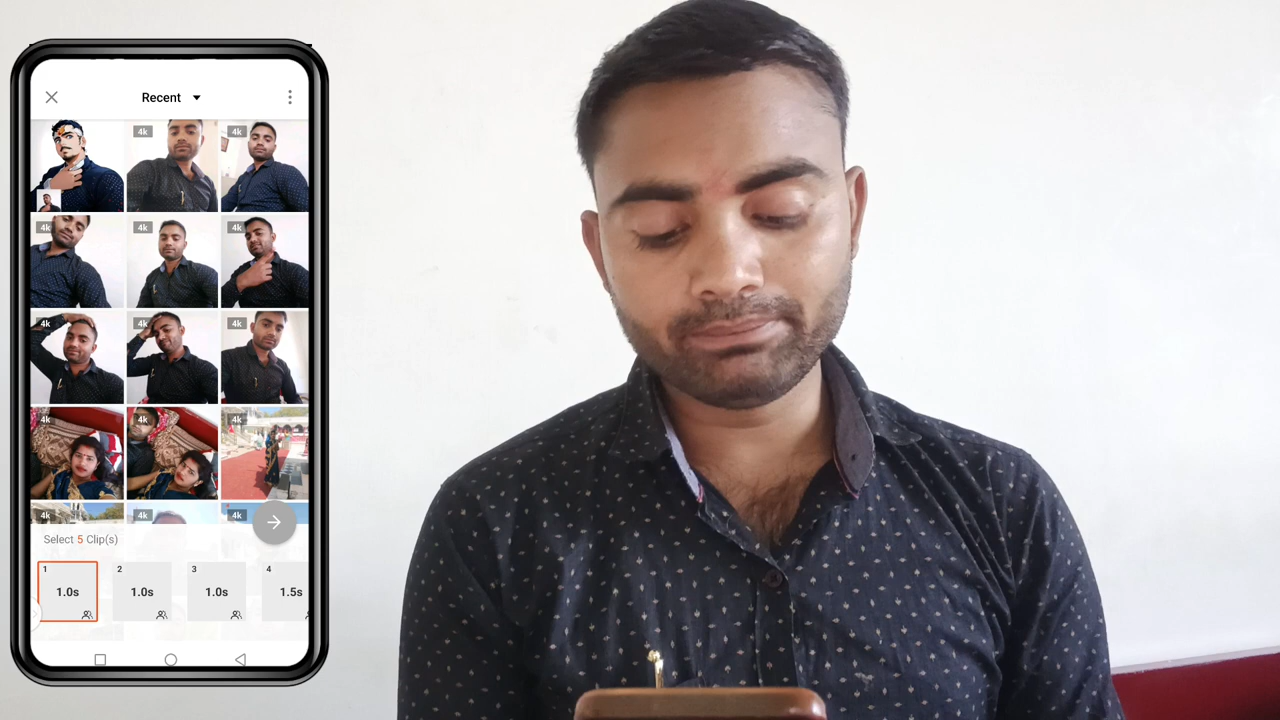 Recent
4k 4k
4k 4k 4k
4k 4k 4k
4k 4k 4k
4k 4k 4k
Select 5 Clip(s)
1 2 3 4
1.0s 1.0s 1.0s 1.5s